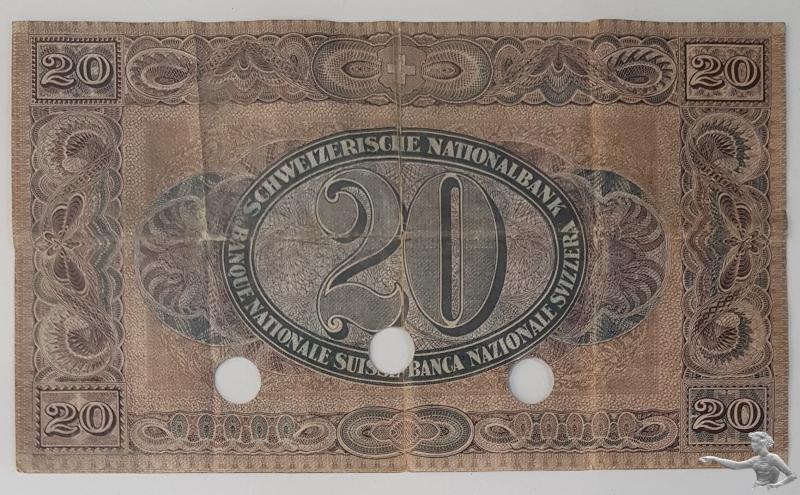 20 20
SCHWEIZERISCHE NATIONALBANK
20
BANQUE NATIONALE SUISSE
BANCA NAZIONALE SVIZZERA
20 20